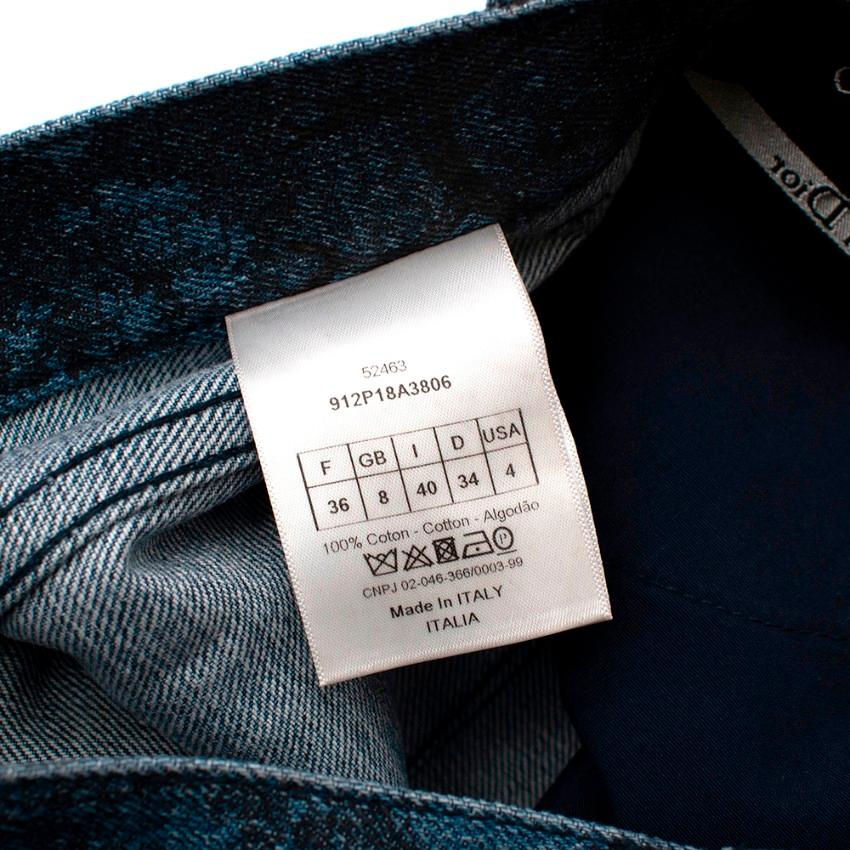 52463
912P18A3806
F GB I D USA
36 8 40 34 4
100% Coton - Cotton - Algodão
P
CNPJ 02-046-366/0003-99
Made In ITALY
ITALIA
Dior